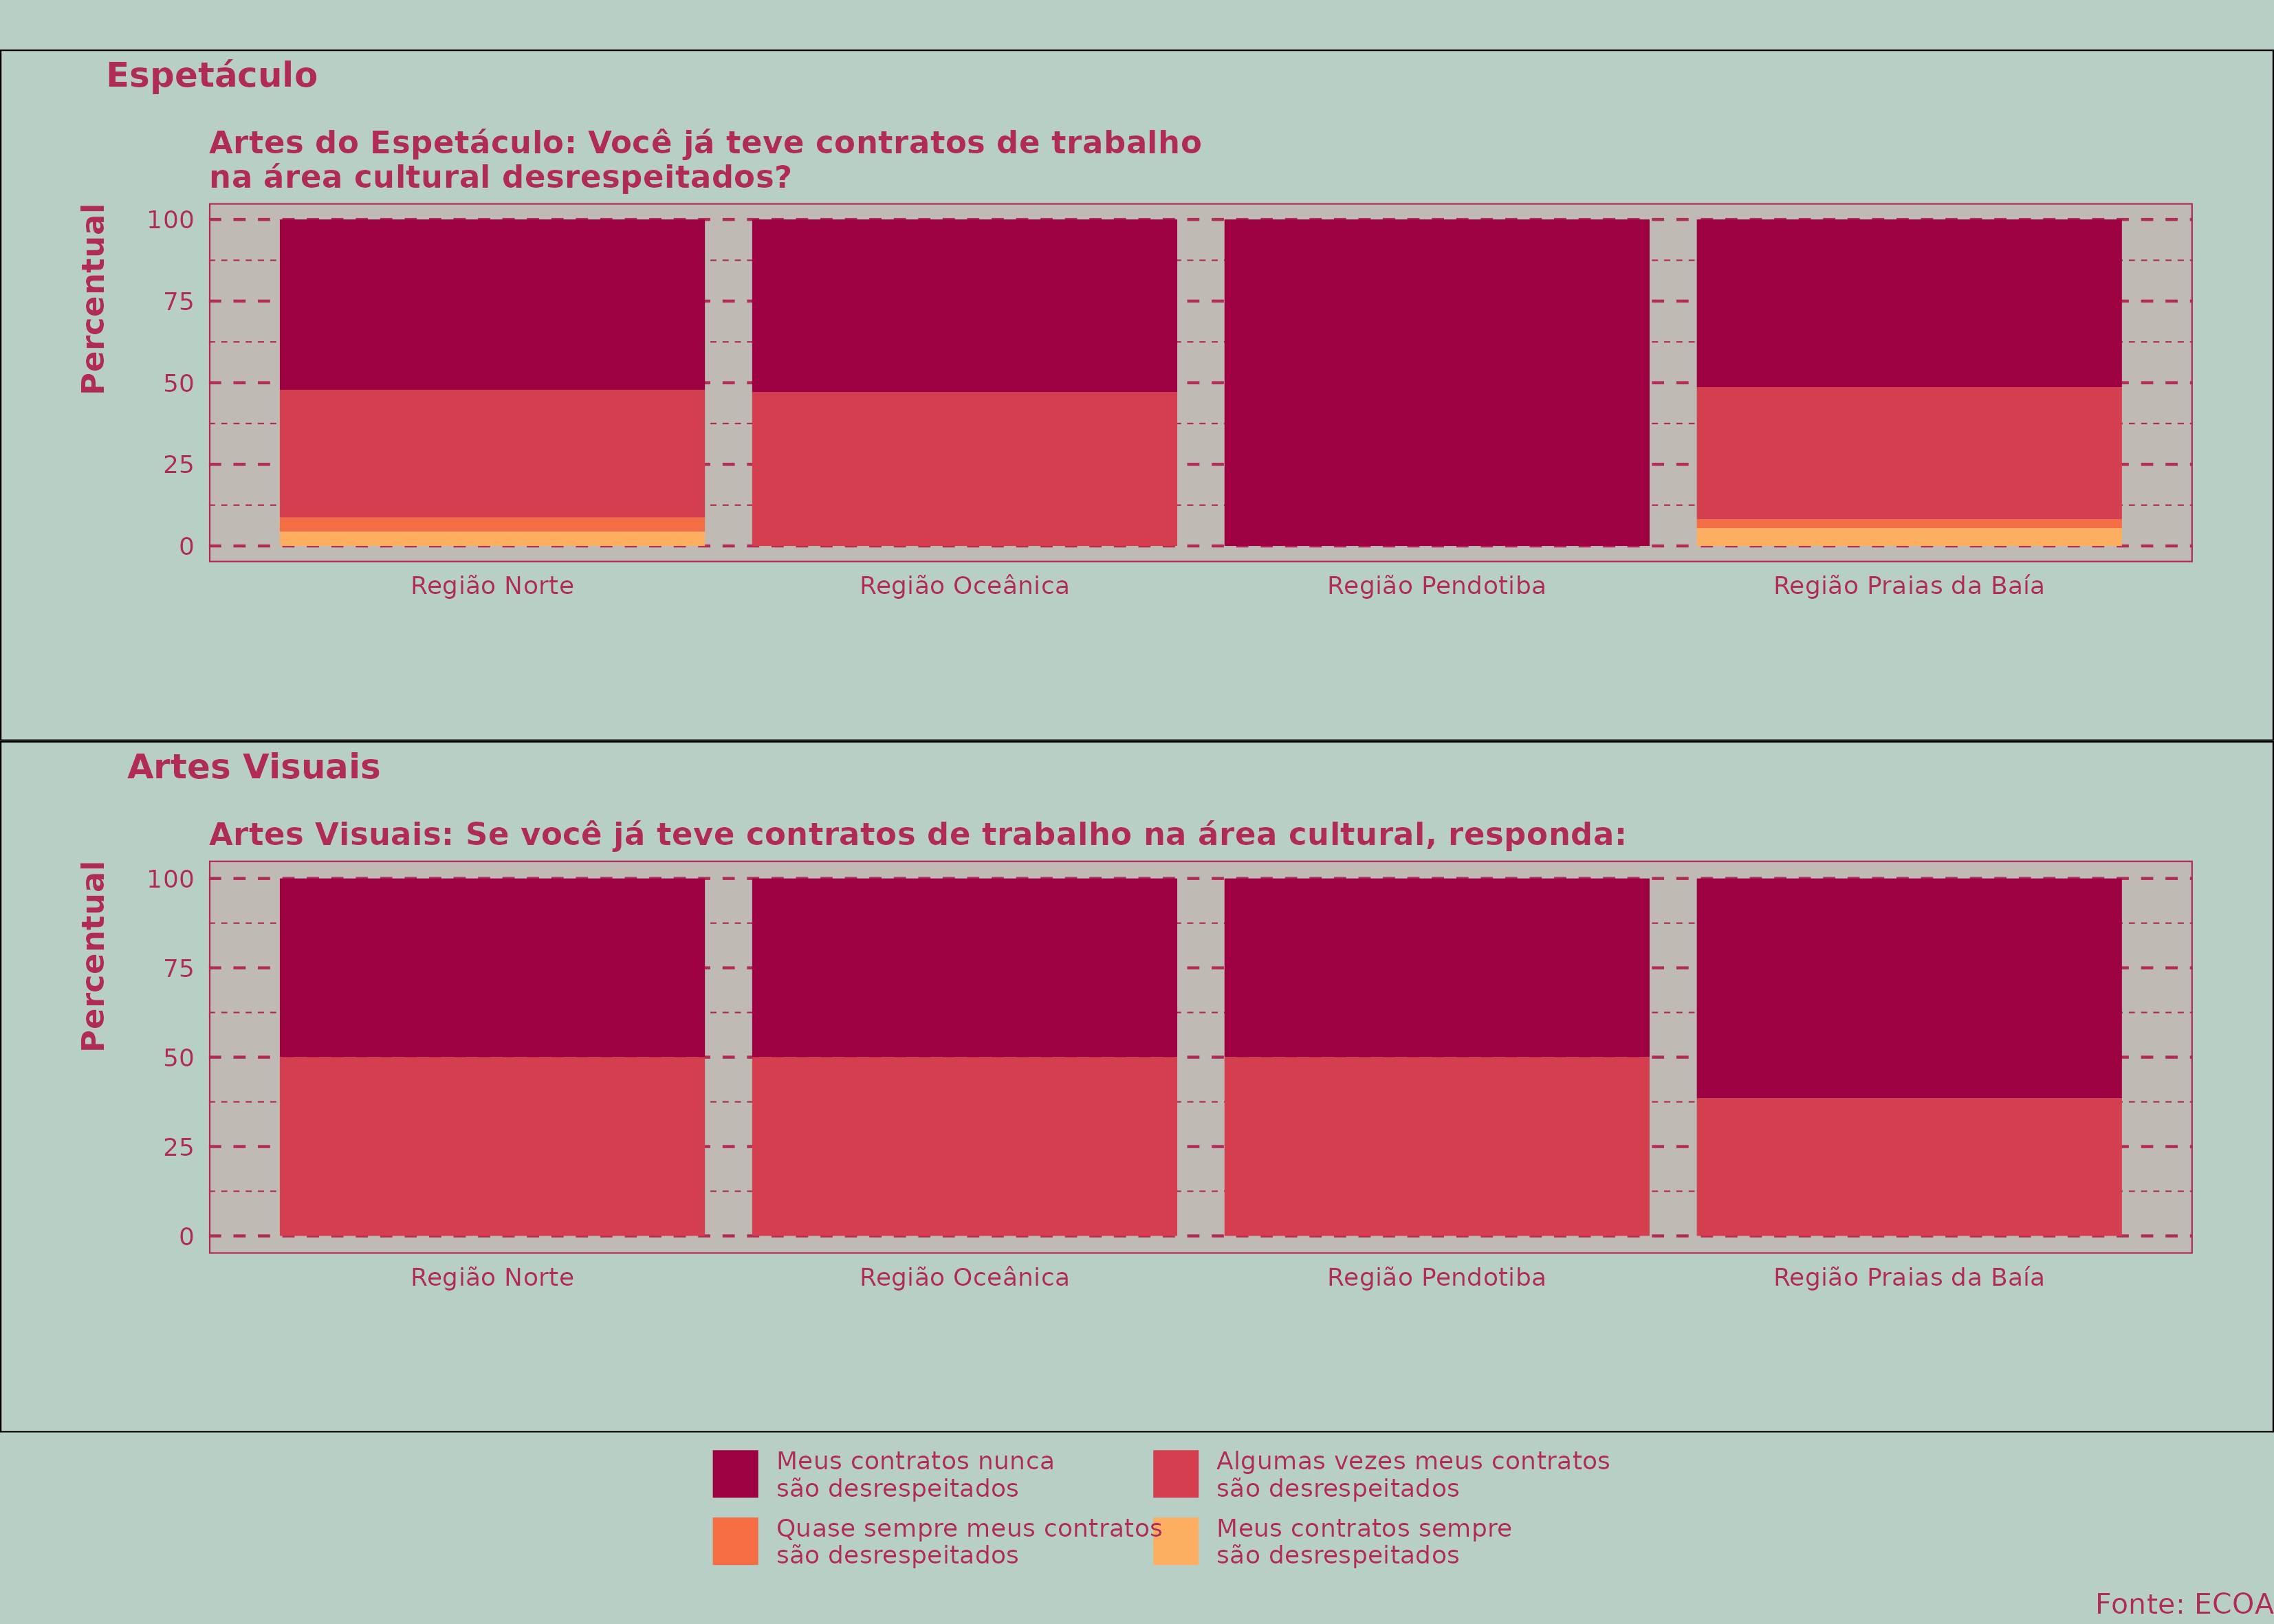 Espetáculo
Artes do Espetáculo: Você já teve contratos de trabalho
na área cultural desrespeitados?
Percentual
100
75
50
25
0
Região Norte
Região Oceânica
Região Pendotiba
Região Praias da Baía
Artes Visuais
Artes Visuais: Se você já teve contratos de trabalho na área cultural, responda:
Percentual
100
75
50
25
0
Região Norte
Região Oceânica
Região Pendotiba
Região Praias da Baía
Meus contratos nunca
são desrespeitados
Algumas vezes meus contratos
são desrespeitados
Quase sempre meus contratos
são desrespeitados
Meus contratos sempre
são desrespeitados
Fonte: ECOA